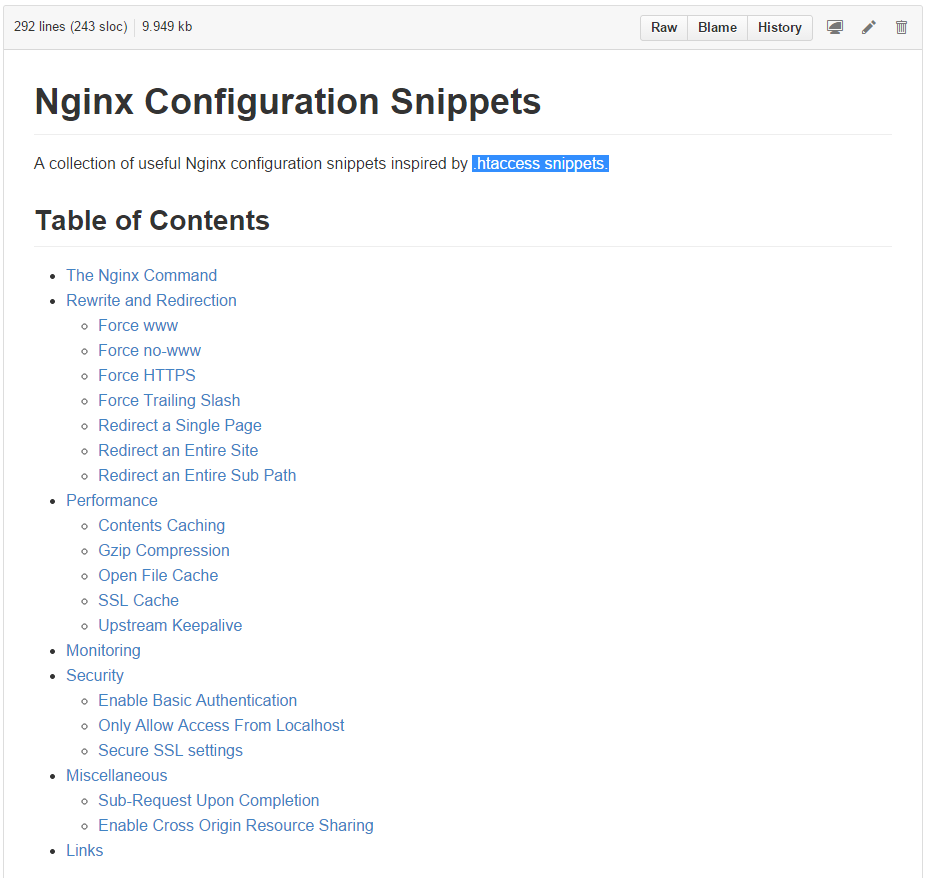 292 lines (243 sloc) 9.949 kb
Raw Blame History
Nginx Configuration Snippets
A collection of useful Nginx configuration snippets inspired by .htaccess snippets.
Table of Contents
The Nginx Command
Rewrite and Redirection
Force www
Force no-www
Force HTTPS
Force Trailing Slash
Redirect a Single Page
Redirect an Entire Site
Redirect an Entire Sub Path
Performance
Contents Caching
Gzip Compression
Open File Cache
SSL Cache
Upstream Keepalive
Monitoring
Security
Enable Basic Authentication
Only Allow Access From Localhost
Secure SSL settings
Miscellaneous
Sub-Request Upon Completion
Enable Cross Origin Resource Sharing
Links